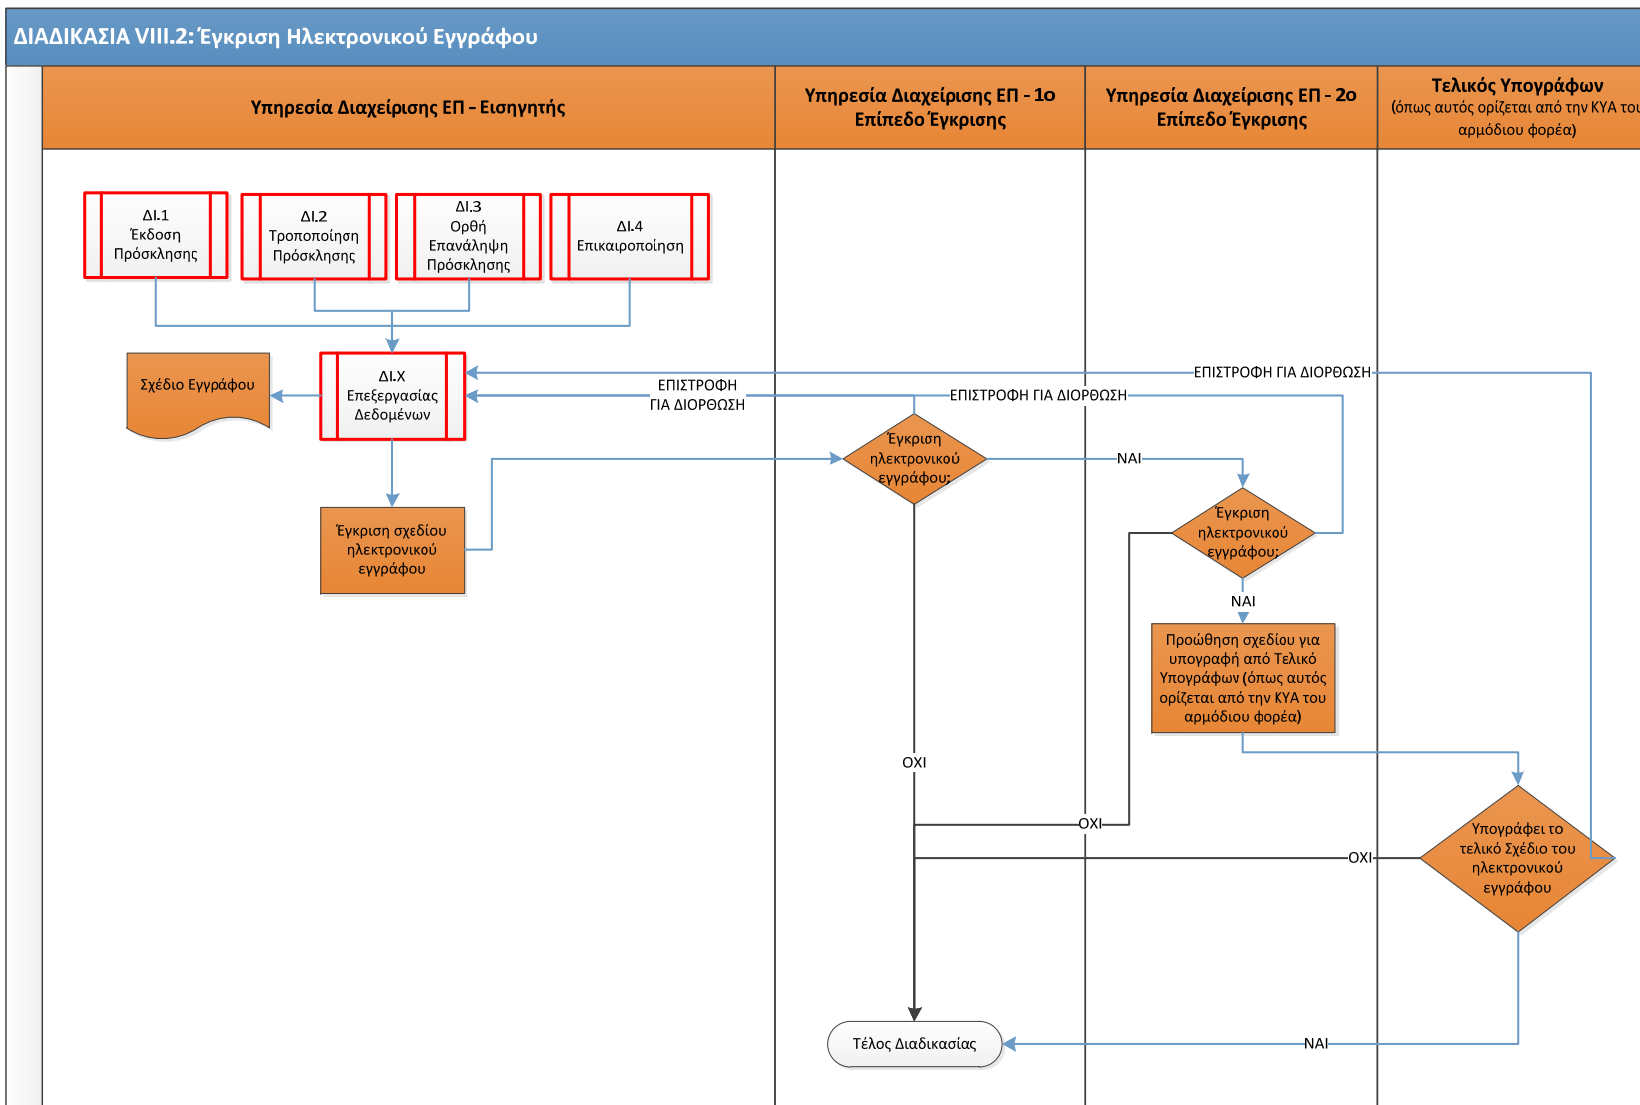 ΔΙΑΔΙΚΑΣΙΑ VIII.2: Έγκριση Ηλεκτρονικού Εγγράφου
Υπηρεσία Διαχείρισης ΕΠ – Εισηγητής
Υπηρεσία Διαχείρισης ΕΠ - 1ο
Επίπεδο Έγκρισης
Υπηρεσία Διαχείρισης ΕΠ - 2ο
Επίπεδο Έγκρισης
Τελικός Υπογράφων
(όπως αυτός ορίζεται από την ΚΥΑ του
αρμόδιου φορέα)
ΔΙ.1
Έκδοση
Πρόσκλησης
ΔΙ.2
Τροποποίηση
Πρόσκλησης
ΔΙ.3
Ορθή
Επανάληψη
Πρόσκλησης
ΔΙ.4
Επικαιροποίηση
Σχέδιο Εγγράφου
ΔΙ.Χ
Επεξεργασίας
Δεδομένων
ΕΠΙΣΤΡΟΦΗ
ΓΙΑ ΔΙΟΡΘΩΣΗ
ΕΠΙΣΤΡΟΦΗ ΓΙΑ ΔΙΟΡΘΩΣΗ
ΕΠΙΣΤΡΟΦΗ ΓΙΑ ΔΙΟΡΘΩΣΗ
Έγκριση
ηλεκτρονικού
εγγράφου;
ΝΑΙ
Έγκριση σχεδίου
ηλεκτρονικού
εγγράφου
Έγκριση
ηλεκτρονικού
εγγράφου;
ΝΑΙ
Προώθηση σχεδίου για
υπογραφή από Τελικό
Υπογράφων (όπως αυτός
ορίζεται από την ΚΥΑ του
αρμόδιου φορέα)
ΟΧΙ
ΟΧΙ
ΟΧΙ
Υπογράφει το
τελικό Σχέδιο του
ηλεκτρονικού
εγγράφου
Τέλος Διαδικασίας
ΝΑΙ